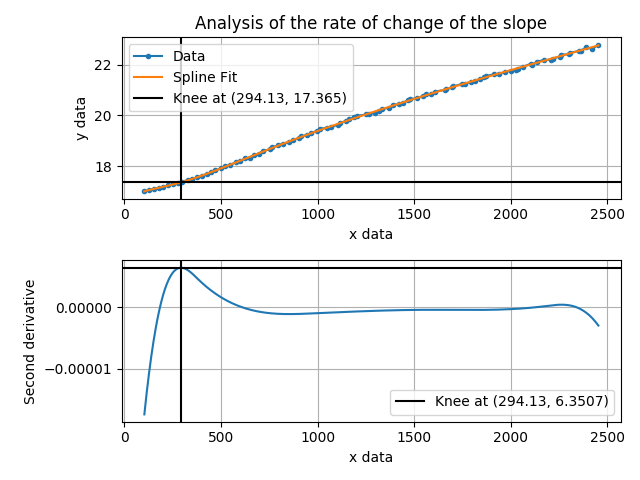 Analysis of the rate of change of the slope
Data
Spline Fit
Knee at (294.13, 17.365)
22
20
18
y data
0 500 1000 1500 2000 2500
x data
0.00000
−0.00001
Second derivative
Knee at (294.13, 6.3507)
0 500 1000 1500 2000 2500
x data